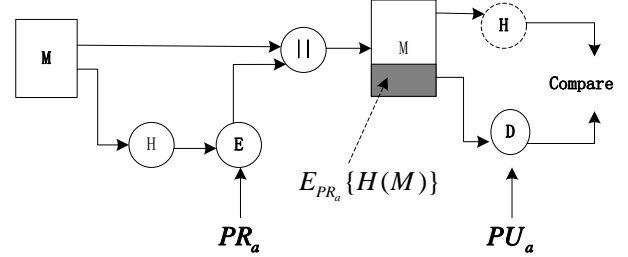 M
||
M
H
Compare
H
E
D
E_{PR_a}{H(M)}
PR_a
PU_a